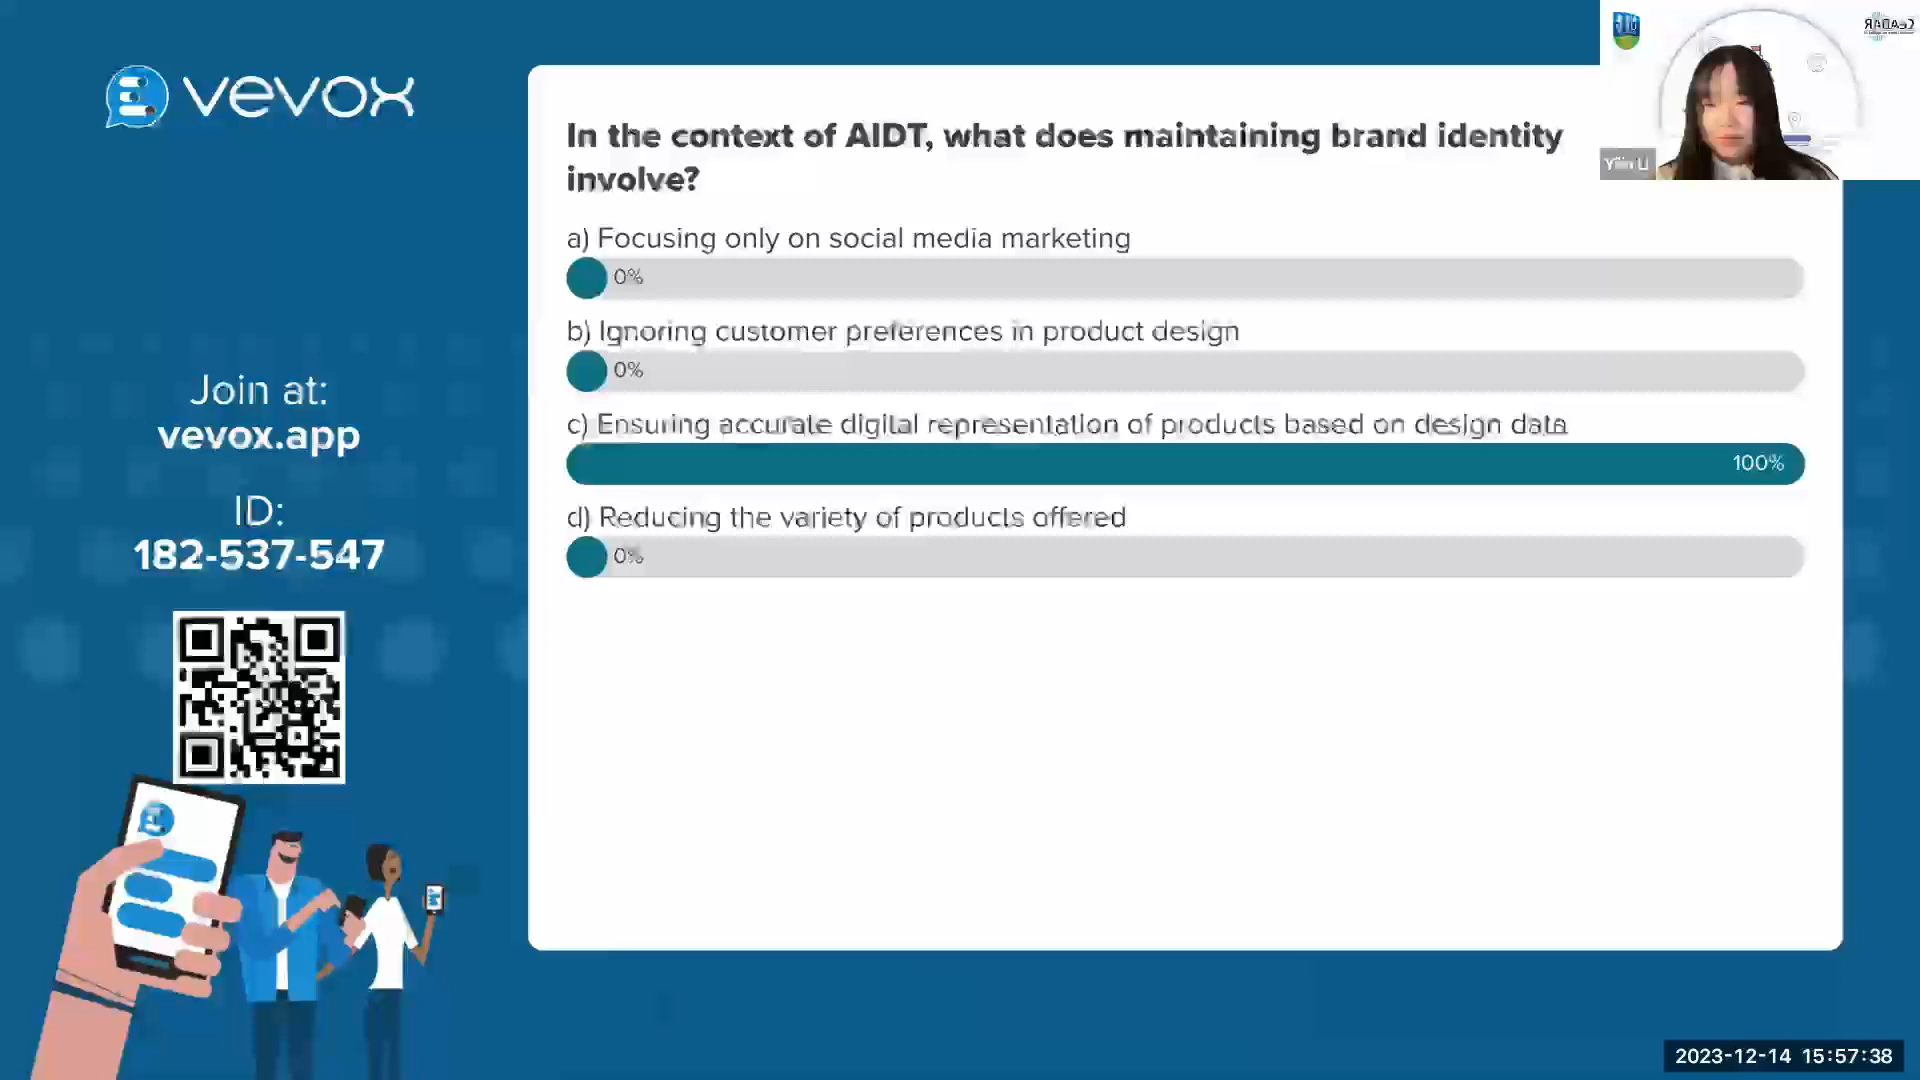 vevox
In the context of AIDT, what does maintaining brand identity
involve?
a) Focusing only on social media marketing
0%
b) Ignoring customer preferences in product design
0%
c) Ensuring accurate digital representation of products based on design data
100%
d) Reducing the variety of products offered
0%
Join at:
vevox.app
ID:
182-537-547
CeADAR
Yilin Li
2023-12-14 15:57:38